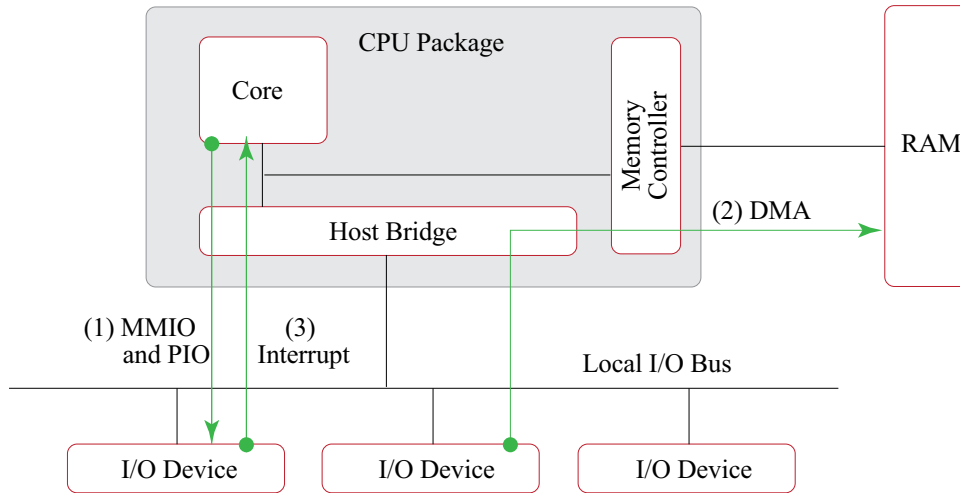 CPU Package
Core
Memory
Controller
RAM
(2) DMA
Host Bridge
(1) MMIO
and PIO
(3)
Interrupt
Local I/O Bus
I/O Device
I/O Device
I/O Device